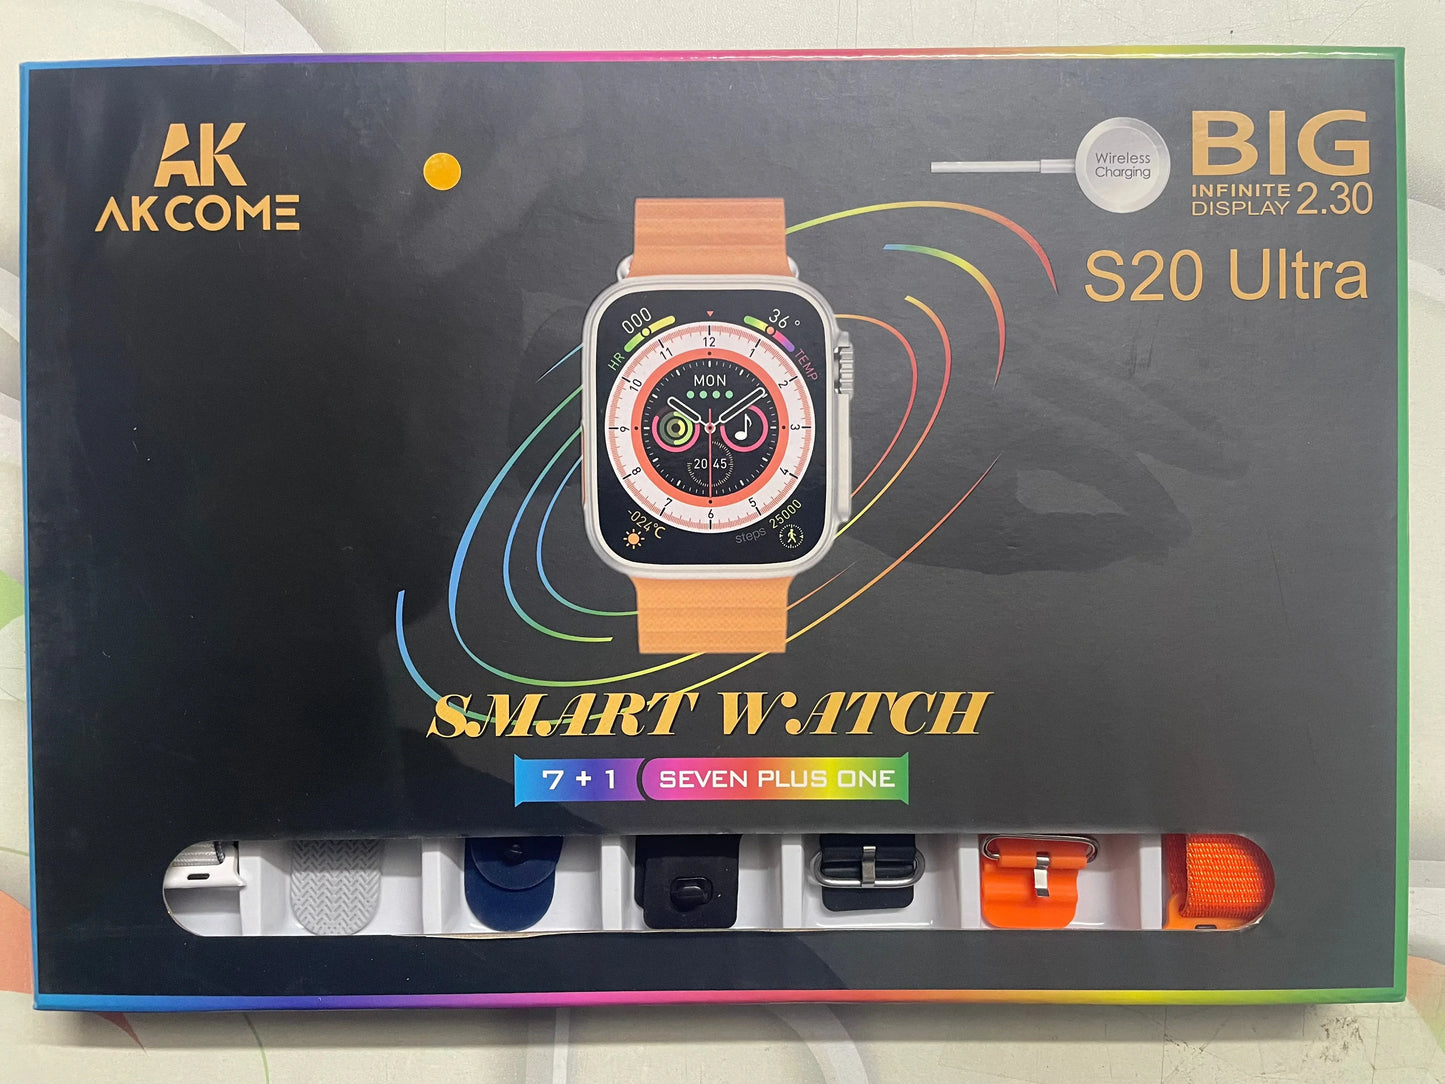 AK
AKCOME
Wireless
Charging
BIG
INFINITE
DISPLAY 2.30
S20 Ultra
000
HR
36°
TEMP
12
1
2
3
4
5
6
7
8
9
10
11
MON
20 45
-024°C
steps 25000
SMART WATCH
7 + 1 SEVEN PLUS ONE